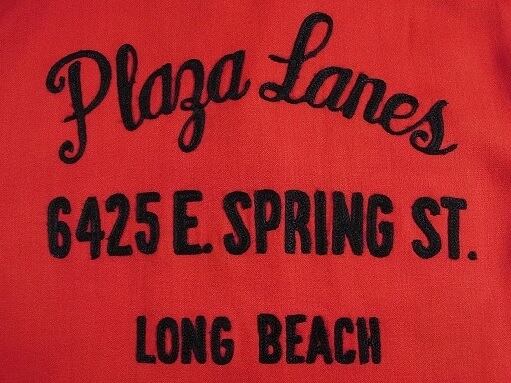 Plaza Lanes
6425 E. SPRING ST.
LONG BEACH